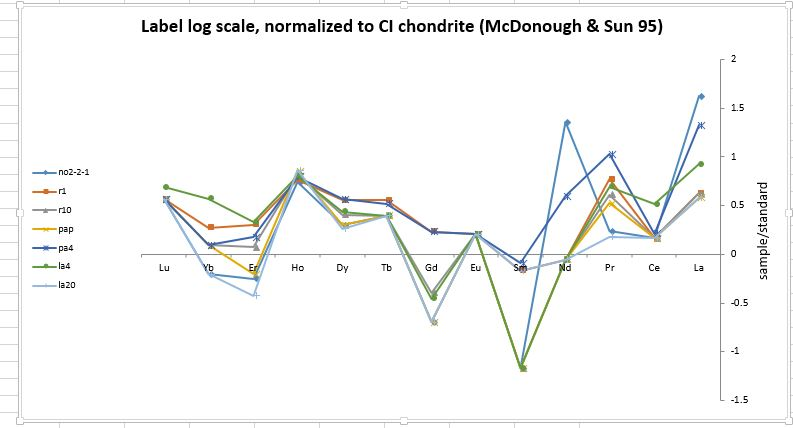 Label log scale, normalized to CI chondrite (McDonough & Sun 95)
2
1.5
1
0.5
0
-0.5
-1
-1.5
sample/standard
no2-2-1
r1
r10
pap
pa4
la4
la20
Lu Yb Er Ho Dy Tb Gd Eu Sm Nd Pr Ce La